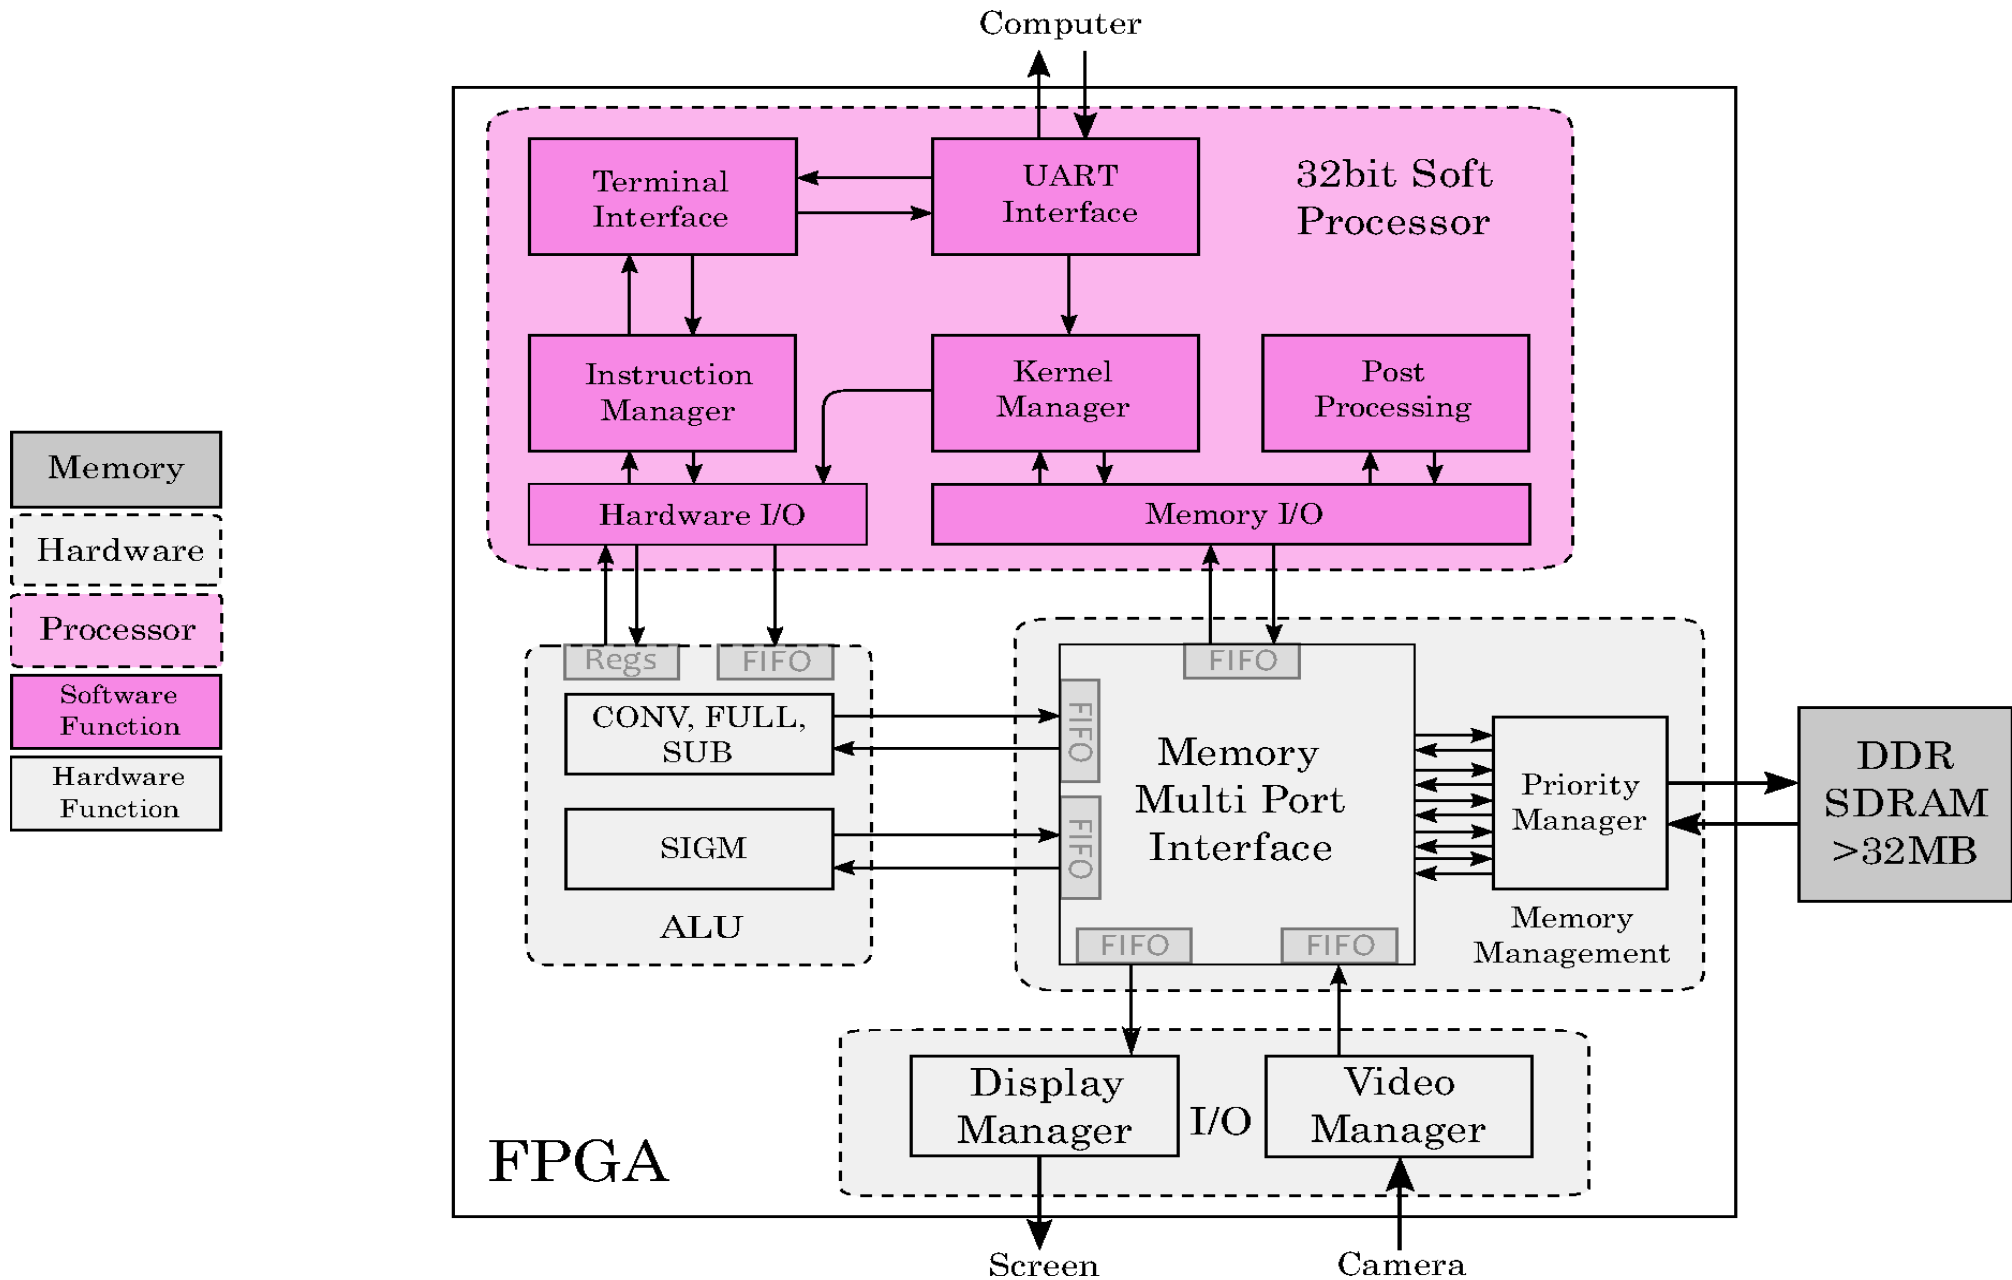 Computer
Terminal
Interface
UART
Interface
32bit Soft
Processor
Instruction
Manager
Kernel
Manager
Post
Processing
Hardware I/O
Memory I/O
Memory
Hardware
Processor
Software
Function
Hardware
Function
Regs
FIFO
CONV, FULL,
SUB
SIGM
ALU
FIFO
FIFO
FIFO
Memory
Multi Port
Interface
FIFO
FIFO
Priority
Manager
Memory
Management
DDR
SDRAM
>32MB
Display
Manager
I/O
Video
Manager
FPGA
Screen
Camera